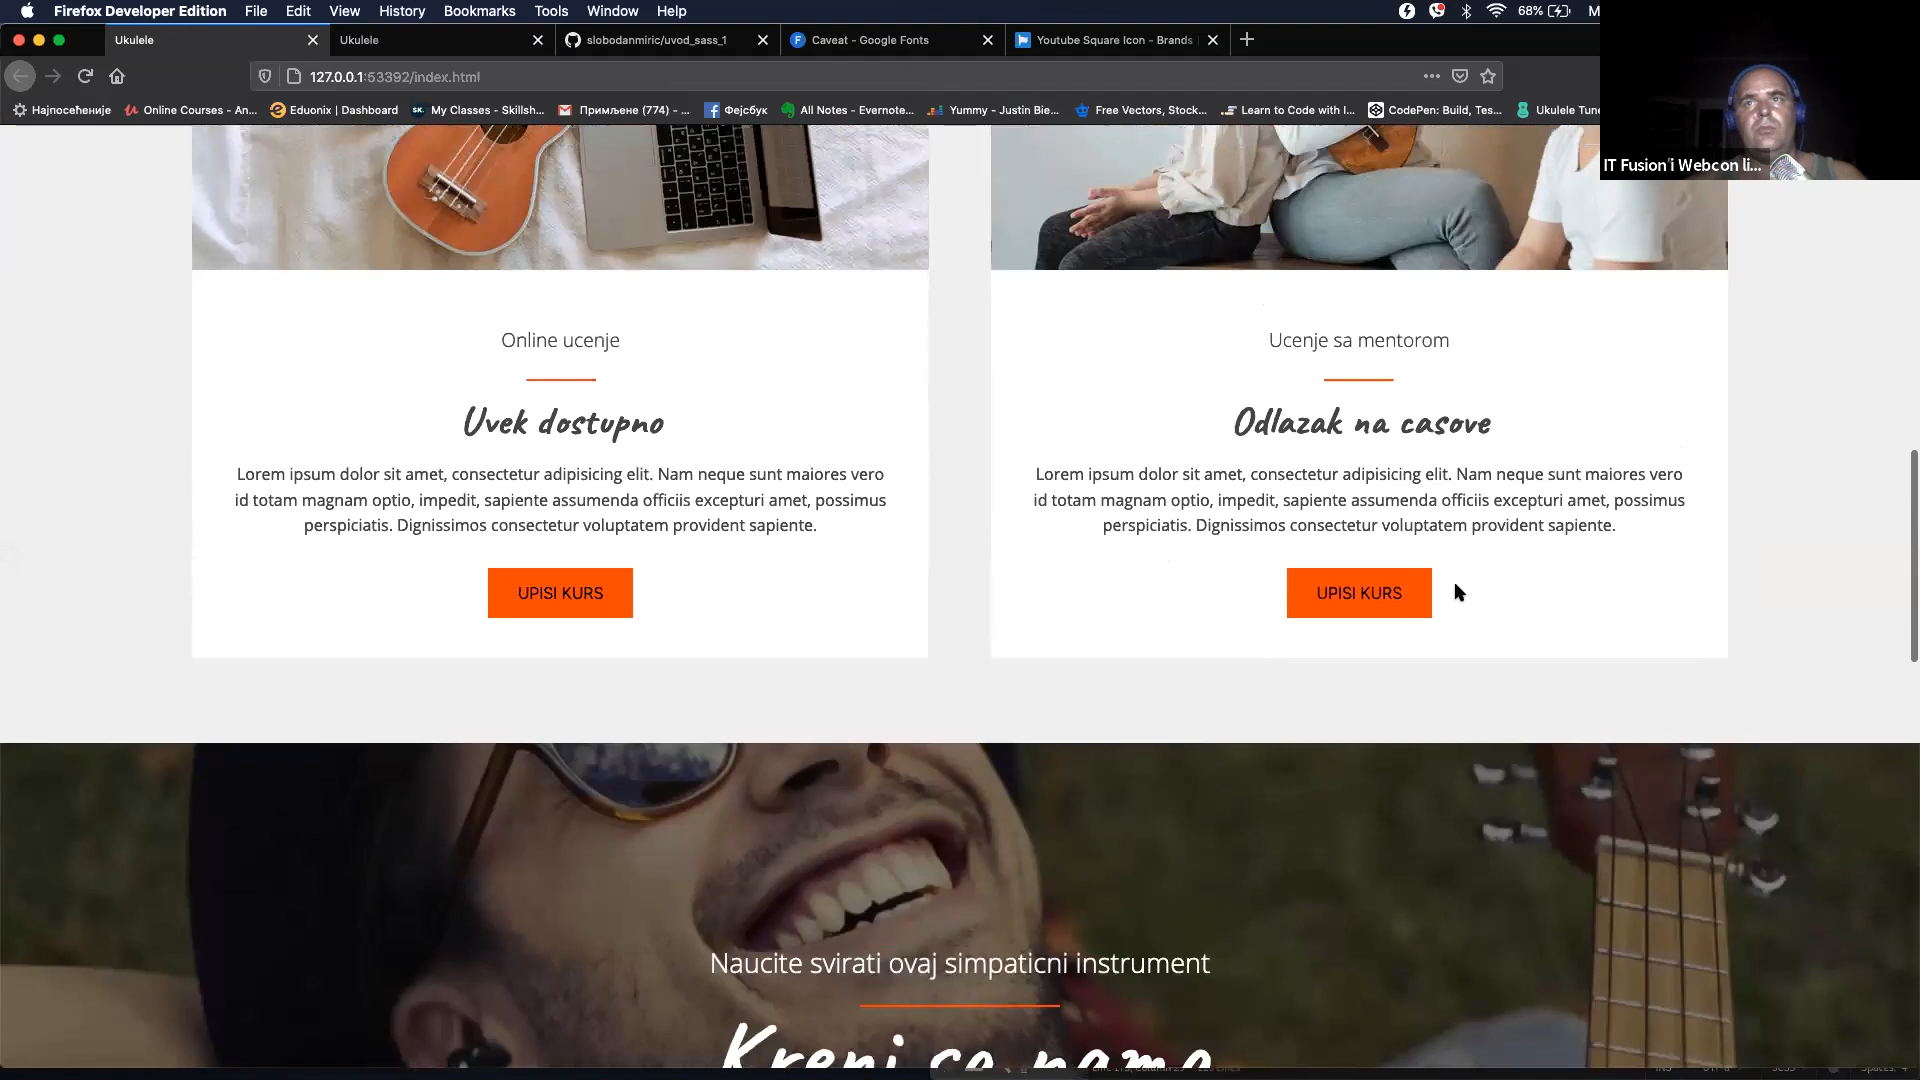 Firefox Developer Edition File Edit View History Bookmarks Tools Window Help 68%
Ukulele Ukulele slobodanmiric/uvod_sass_1 Caveat - Google Fonts Youtube Square Icon - Brands
127.0.0.1:53392/index.html
Најпосећеније Online Courses - An... Eduonix | Dashboard My Classes - Skillsh... Примљене (774) - ... Фејсбук All Notes - Evernote... Yummy - Justin Bie... Free Vectors, Stock... Learn to Code with I... CodePen: Build, Tes... Ukulele Tune
IT Fusion i Webcon li...
Online ucenje
Uvek dostupno
Lorem ipsum dolor sit amet, consectetur adipisicing elit. Nam neque sunt maiores vero
id totam magnam optio, impedit, sapiente assumenda officiis excepturi amet, possimus
perspiciatis. Dignissimos consectetur voluptatem provident sapiente.
UPISI KURS
Ucenje sa mentorom
Odlazak na casove
Lorem ipsum dolor sit amet, consectetur adipisicing elit. Nam neque sunt maiores vero
id totam magnam optio, impedit, sapiente assumenda officiis excepturi amet, possimus
perspiciatis. Dignissimos consectetur voluptatem provident sapiente.
UPISI KURS
Naucite svirati ovaj simpaticni instrument
Kreni sa nama